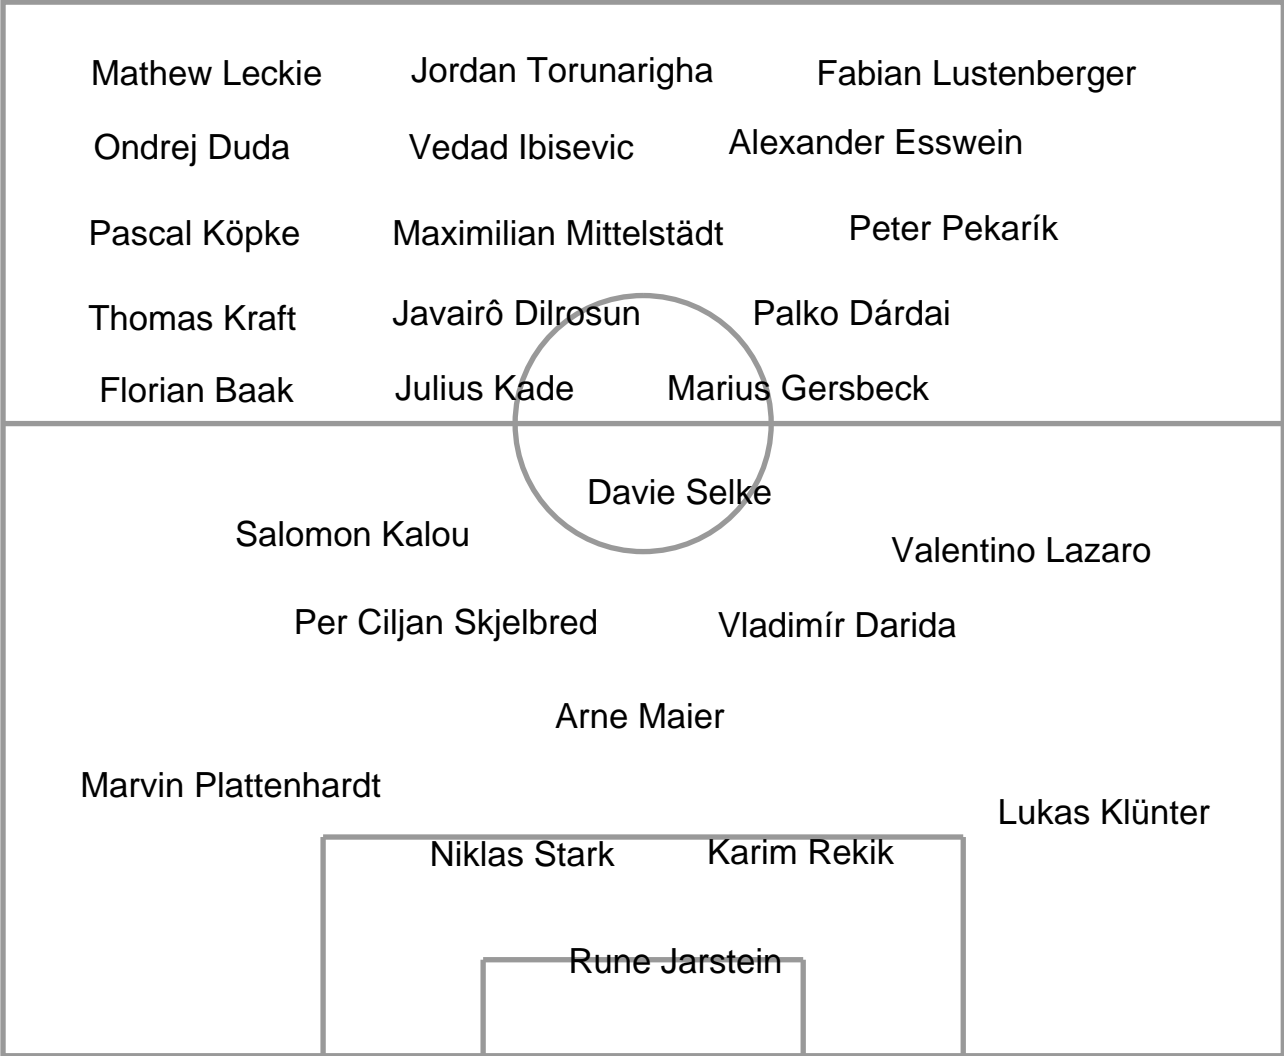 Mathew Leckie
Jordan Torunarigha
Fabian Lustenberger
Ondrej Duda
Vedad Ibisevic
Alexander Esswein
Pascal Köpke
Maximilian Mittelstädt
Peter Pekarík
Thomas Kraft
Javairô Dilrosun
Palko Dárdai
Florian Baak
Julius Kade
Marius Gersbeck
Davie Selke
Salomon Kalou
Valentino Lazaro
Per Ciljan Skjelbred
Vladimír Darida
Arne Maier
Marvin Plattenhardt
Lukas Klünter
Niklas Stark
Karim Rekik
Rune Jarstein